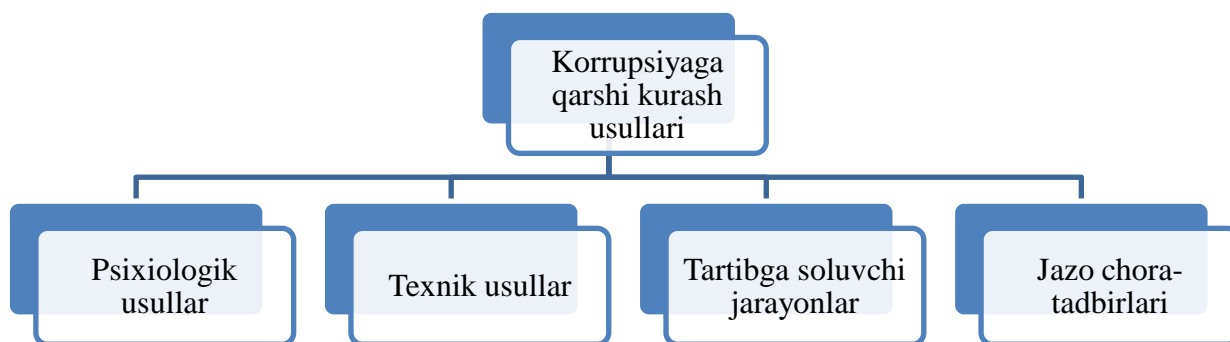 Korrupsiyaga
qarshi kurash
usullari
Psixiologik
usullar
Texnik usullar
Tartibga soluvchi
jarayonlar
Jazo chora-
tadbirlari